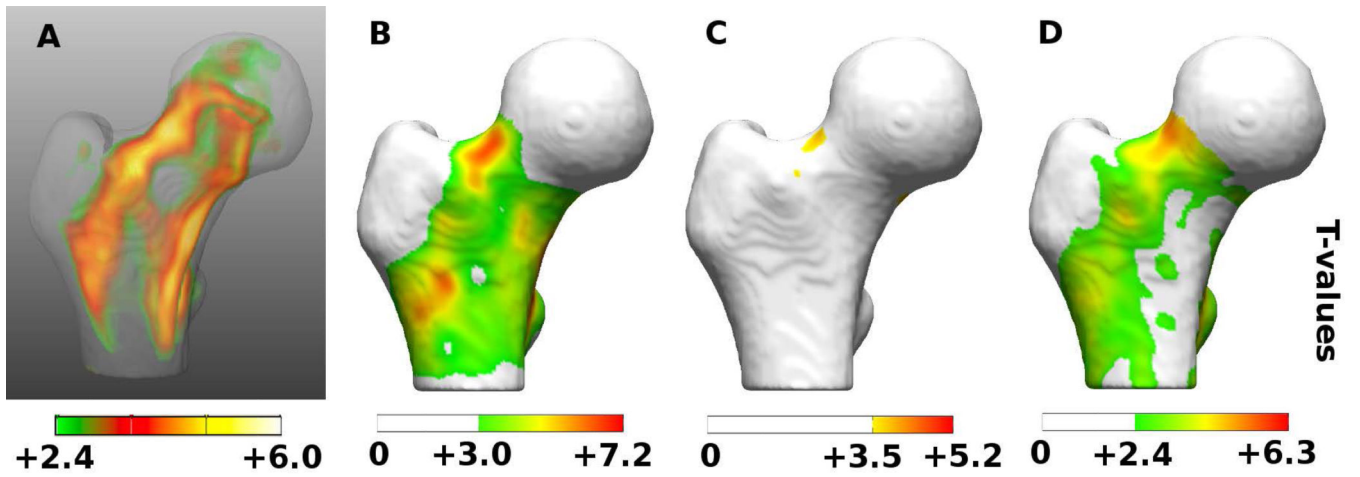 A
B
C
D
T-values
+2.4 +6.0
0 +3.0 +7.2
0 +3.5 +5.2
0 +2.4 +6.3